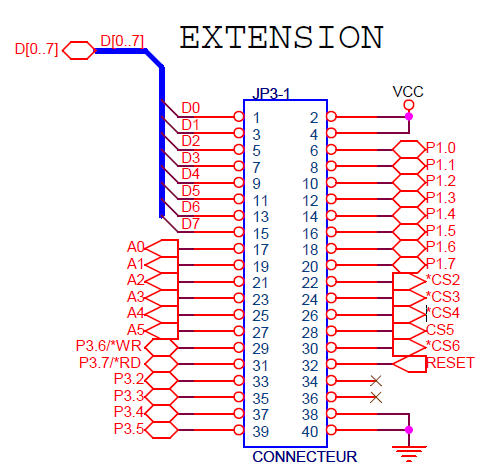 EXTENSION
D[0..7] D[0..7]
JP3-1 VCC
D0 1 2
D1 3 4
D2 5 6 P1.0
D3 7 8 P1.1
D4 9 10 P1.2
D5 11 12 P1.3
D6 13 14 P1.4
D7 15 16 P1.5
A0 17 18 P1.6
A1 19 20 P1.7
A2 21 22 *CS2
A3 23 24 *CS3
A4 25 26 *CS4
A5 27 28 CS5
P3.6/*WR 29 30 *CS6
P3.7/*RD 31 32 RESET
P3.2 33 34
P3.3 35 36
P3.4 37 38
P3.5 39 40
CONNECTEUR